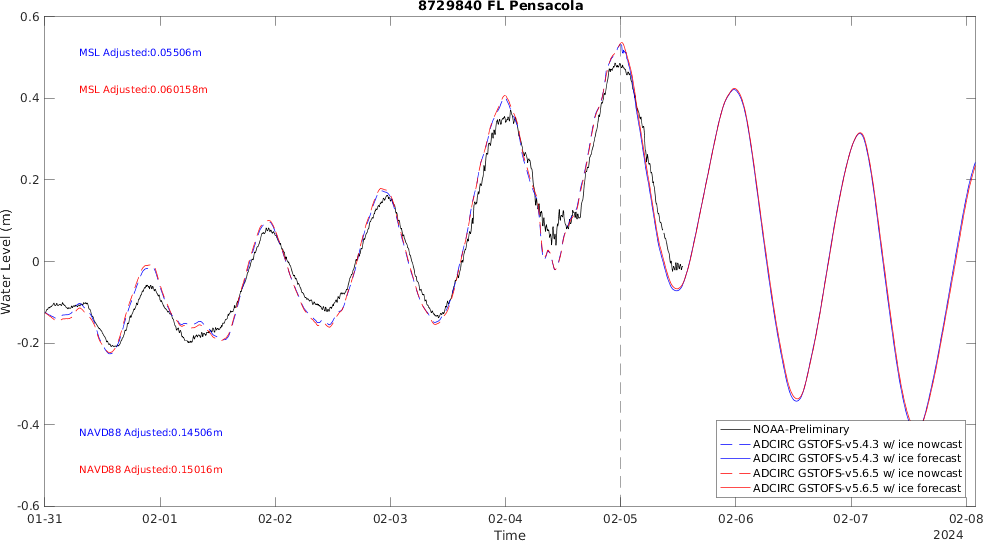 8729840 FL Pensacola
0.6
MSL Adjusted:0.05506m
MSL Adjusted:0.060158m
0.4
0.2
Water Level (m)
0
-0.2
-0.4
NAVD88 Adjusted:0.14506m
NAVD88 Adjusted:0.15016m
NOAA-Preliminary
ADCIRC GSTOFS-v5.4.3 w/ ice nowcast
ADCIRC GSTOFS-v5.4.3 w/ ice forecast
ADCIRC GSTOFS-v5.6.5 w/ ice nowcast
ADCIRC GSTOFS-v5.6.5 w/ ice forecast
-0.6
01-31 02-01 02-02 02-03 02-04 02-05 02-06 02-07 02-08
Time
2024